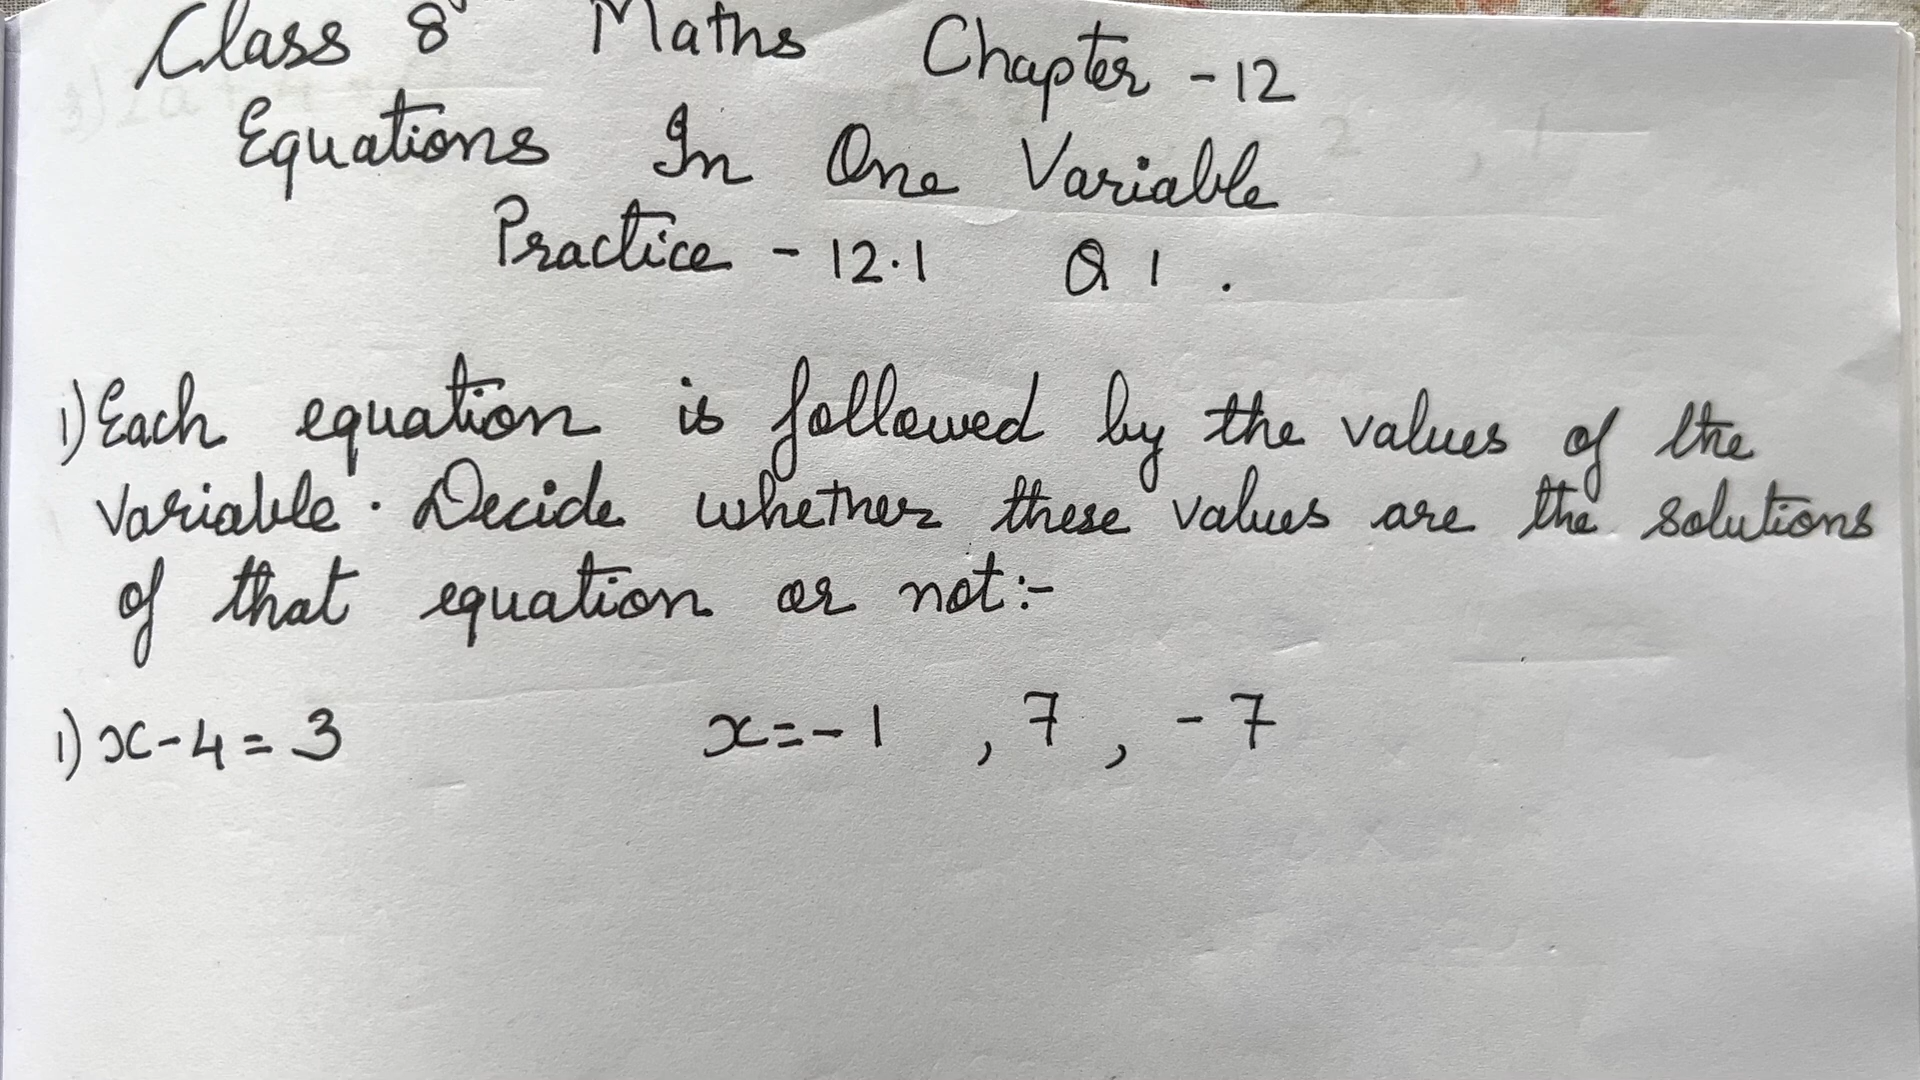 Class 8 Maths Chapter - 12
Equations In One Variable
Practice - 12.1 Q 1 .
1) Each equation is followed by the values of the
variable. Decide whether these values are the solutions
of that equation or not:-
1) x - 4 = 3 x = - 1 , 7 , - 7